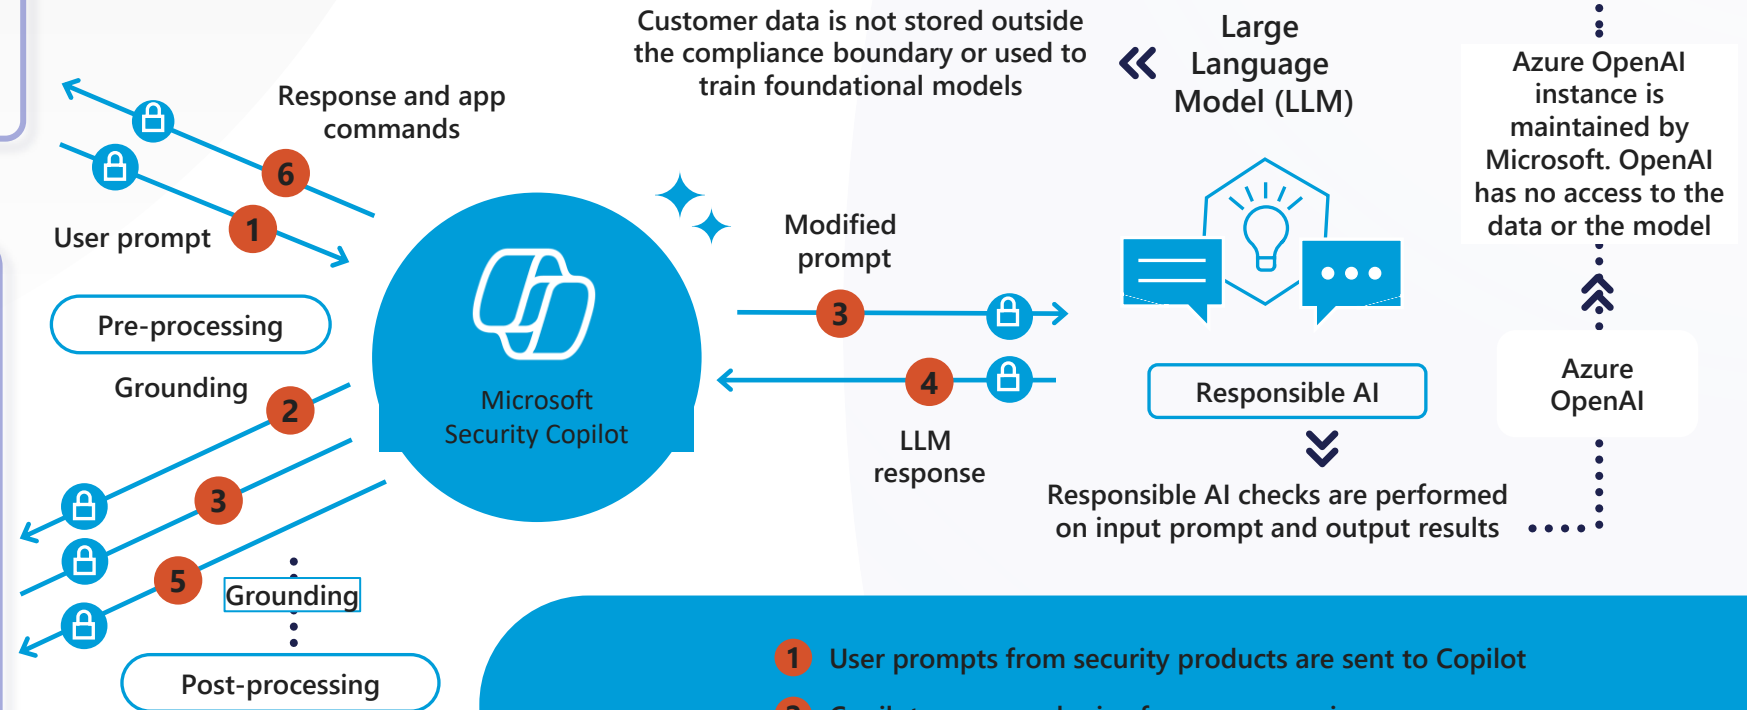 Customer data is not stored outside
the compliance boundary or used to
train foundational models
Large
Language
Model (LLM)
Azure OpenAI
instance is
maintained by
Microsoft. OpenAI
has no access to the
data or the model
Response and app
commands
6
1
User prompt
Pre-processing
Grounding
2
3
5
Grounding
Post-processing
Microsoft
Security Copilot
Modified
prompt
3
4
LLM
response
Responsible AI
Responsible AI checks are performed
on input prompt and output results
Azure
OpenAI
1 User prompts from security products are sent to Copilot